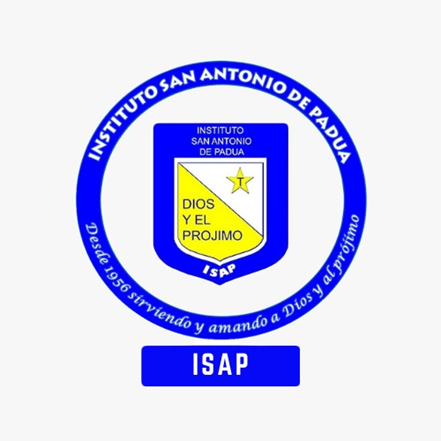 INSTITUTO SAN ANTONIO DE PADUA
INSTITUTO
SAN ANTONIO
DE PADUA
T
DIOS
Y EL
PROJIMO
ISAP
Desde 1956 sirviendo y amando a Dios y al prójimo
ISAP